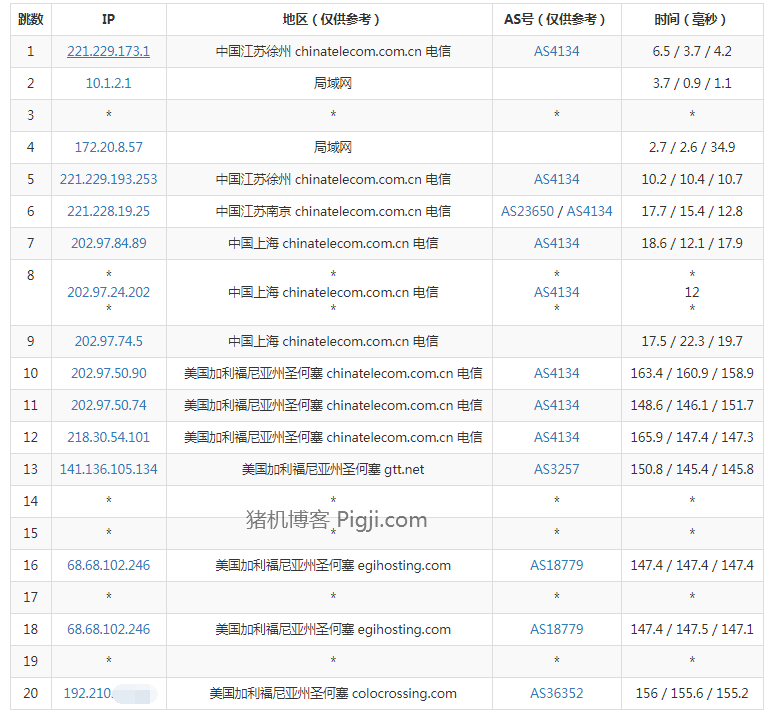 跳数 IP 地区（仅供参考） AS号（仅供参考） 时间（毫秒）
1 221.229.173.1 中国江苏徐州 chinatelecom.com.cn 电信 AS4134 6.5 / 3.7 / 4.2
2 10.1.2.1 局域网 3.7 / 0.9 / 1.1
3 * * * *
4 172.20.8.57 局域网 2.7 / 2.6 / 34.9
5 221.229.193.253 中国江苏徐州 chinatelecom.com.cn 电信 AS4134 10.2 / 10.4 / 10.7
6 221.228.19.25 中国江苏南京 chinatelecom.com.cn 电信 AS23650 / AS4134 17.7 / 15.4 / 12.8
7 202.97.84.89 中国上海 chinatelecom.com.cn 电信 AS4134 18.6 / 12.1 / 17.9
8 * * * *
202.97.24.202 中国上海 chinatelecom.com.cn 电信 AS4134 12
* * * *
9 202.97.74.5 中国上海 chinatelecom.com.cn 电信 17.5 / 22.3 / 19.7
10 202.97.50.90 美国加利福尼亚州圣何塞 chinatelecom.com.cn 电信 AS4134 163.4 / 160.9 / 158.9
11 202.97.50.74 美国加利福尼亚州圣何塞 chinatelecom.com.cn 电信 AS4134 148.6 / 146.1 / 151.7
12 218.30.54.101 美国加利福尼亚州圣何塞 chinatelecom.com.cn 电信 AS4134 165.9 / 147.4 / 147.3
13 141.136.105.134 美国加利福尼亚州圣何塞 gtt.net AS3257 150.8 / 145.4 / 145.8
14 * * * *
猪机博客 Pigji.com
15 * * * *
16 68.68.102.246 美国加利福尼亚州圣何塞 egihosting.com AS18779 147.4 / 147.4 / 147.4
17 * * * *
18 68.68.102.246 美国加利福尼亚州圣何塞 egihosting.com AS18779 147.4 / 147.5 / 147.1
19 * * * *
20 192.210. 美国加利福尼亚州圣何塞 colocrossing.com AS36352 156 / 155.6 / 155.2